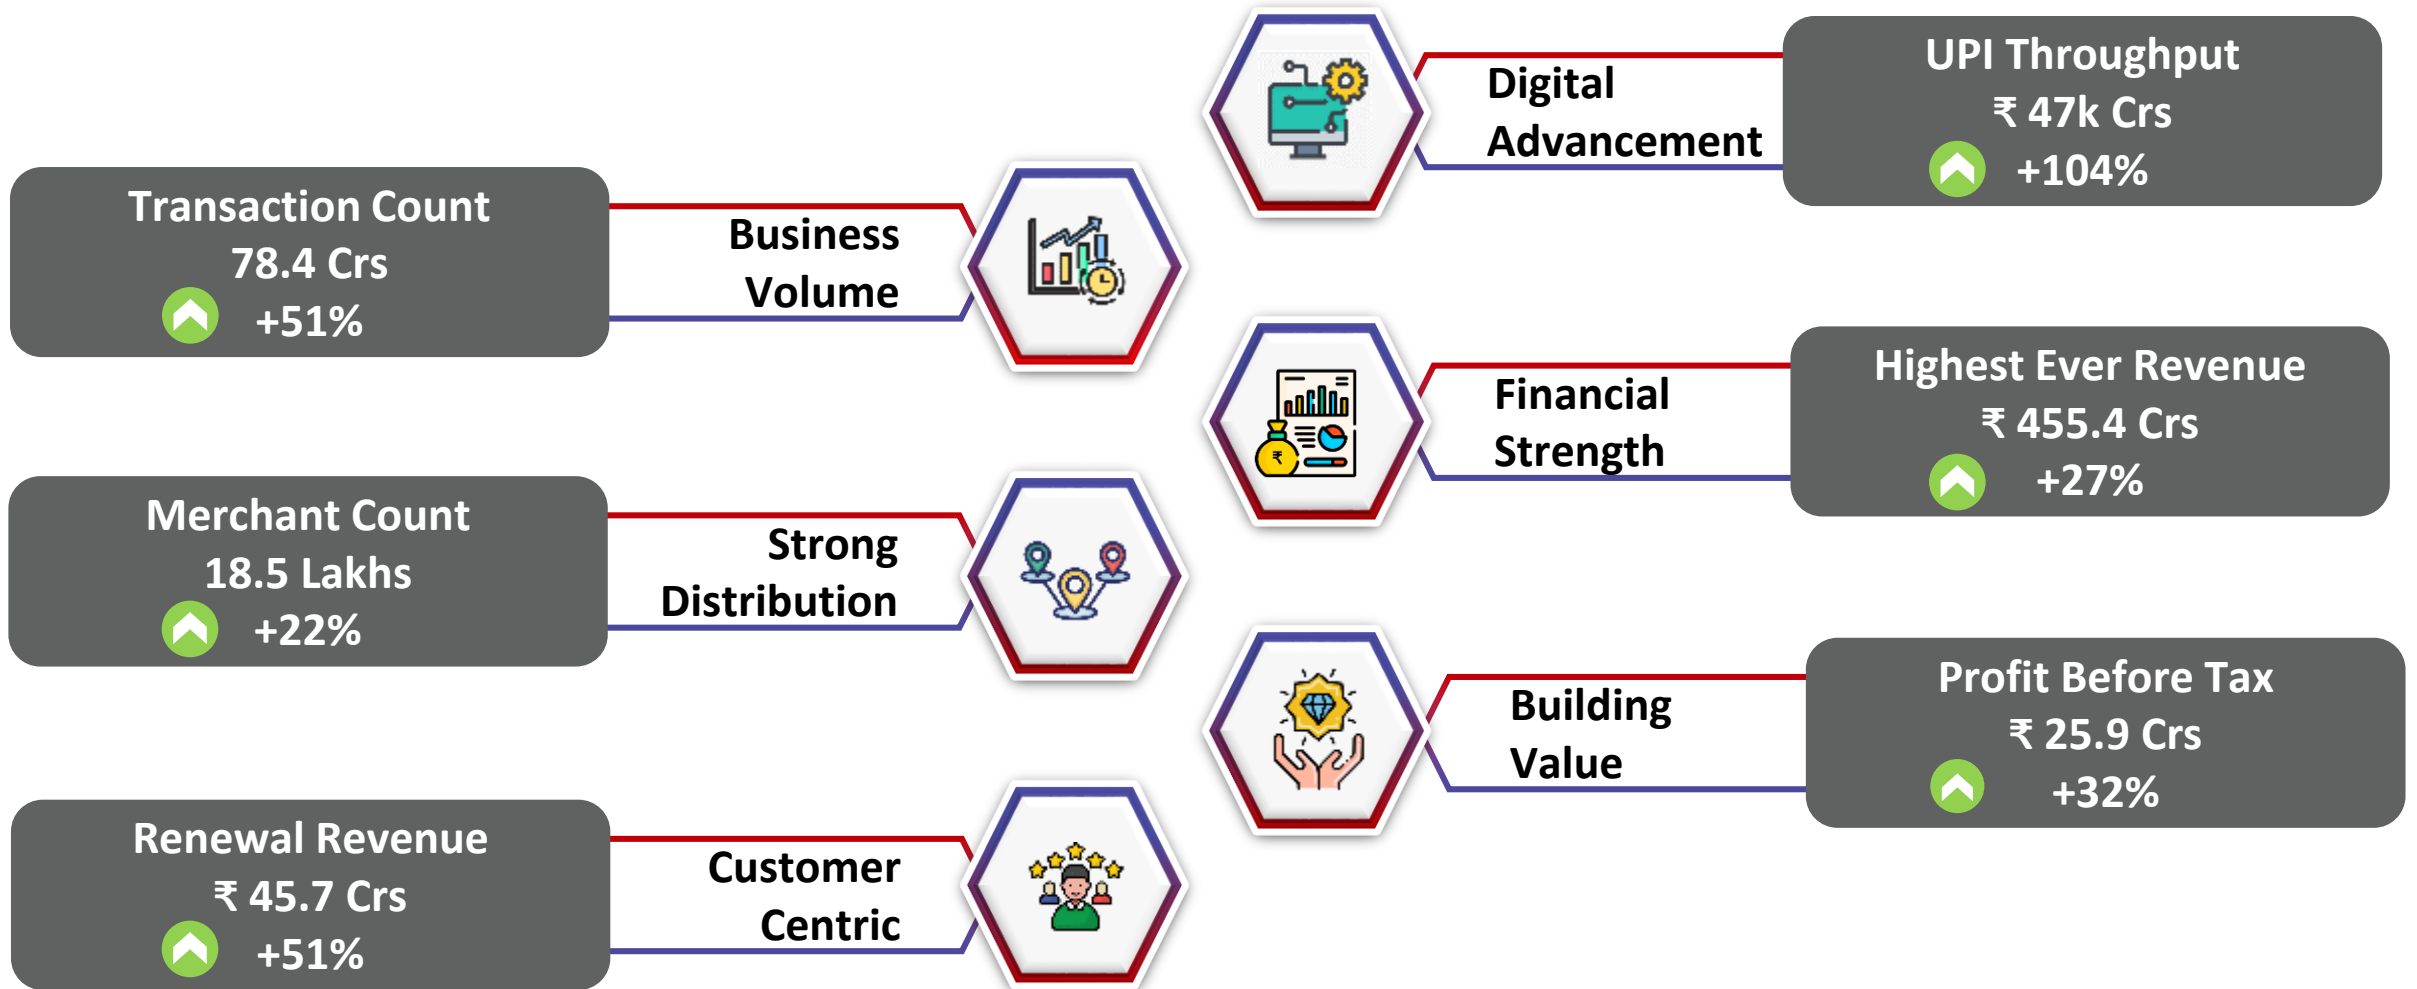 Transaction Count
78.4 Crs
+51%
Business
Volume
Merchant Count
18.5 Lakhs
+22%
Strong
Distribution
Renewal Revenue
₹ 45.7 Crs
+51%
Customer
Centric
Digital
Advancement
UPI Throughput
₹ 47k Crs
+104%
Financial
Strength
Highest Ever Revenue
₹ 455.4 Crs
+27%
Building
Value
Profit Before Tax
₹ 25.9 Crs
+32%